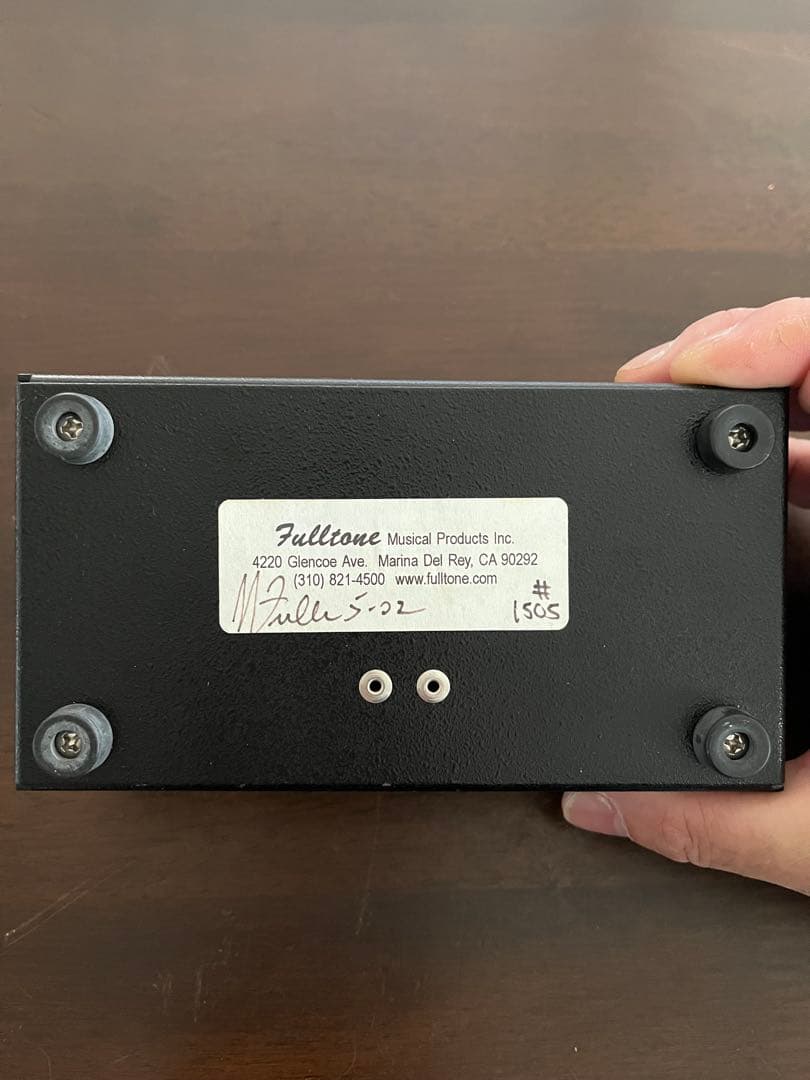 Fulltone Musical Products Inc.
4220 Glencoe Ave. Marina Del Rey, CA 90292
(310) 821-4500 www.fulltone.com
M Fuller 5-02
#
1505